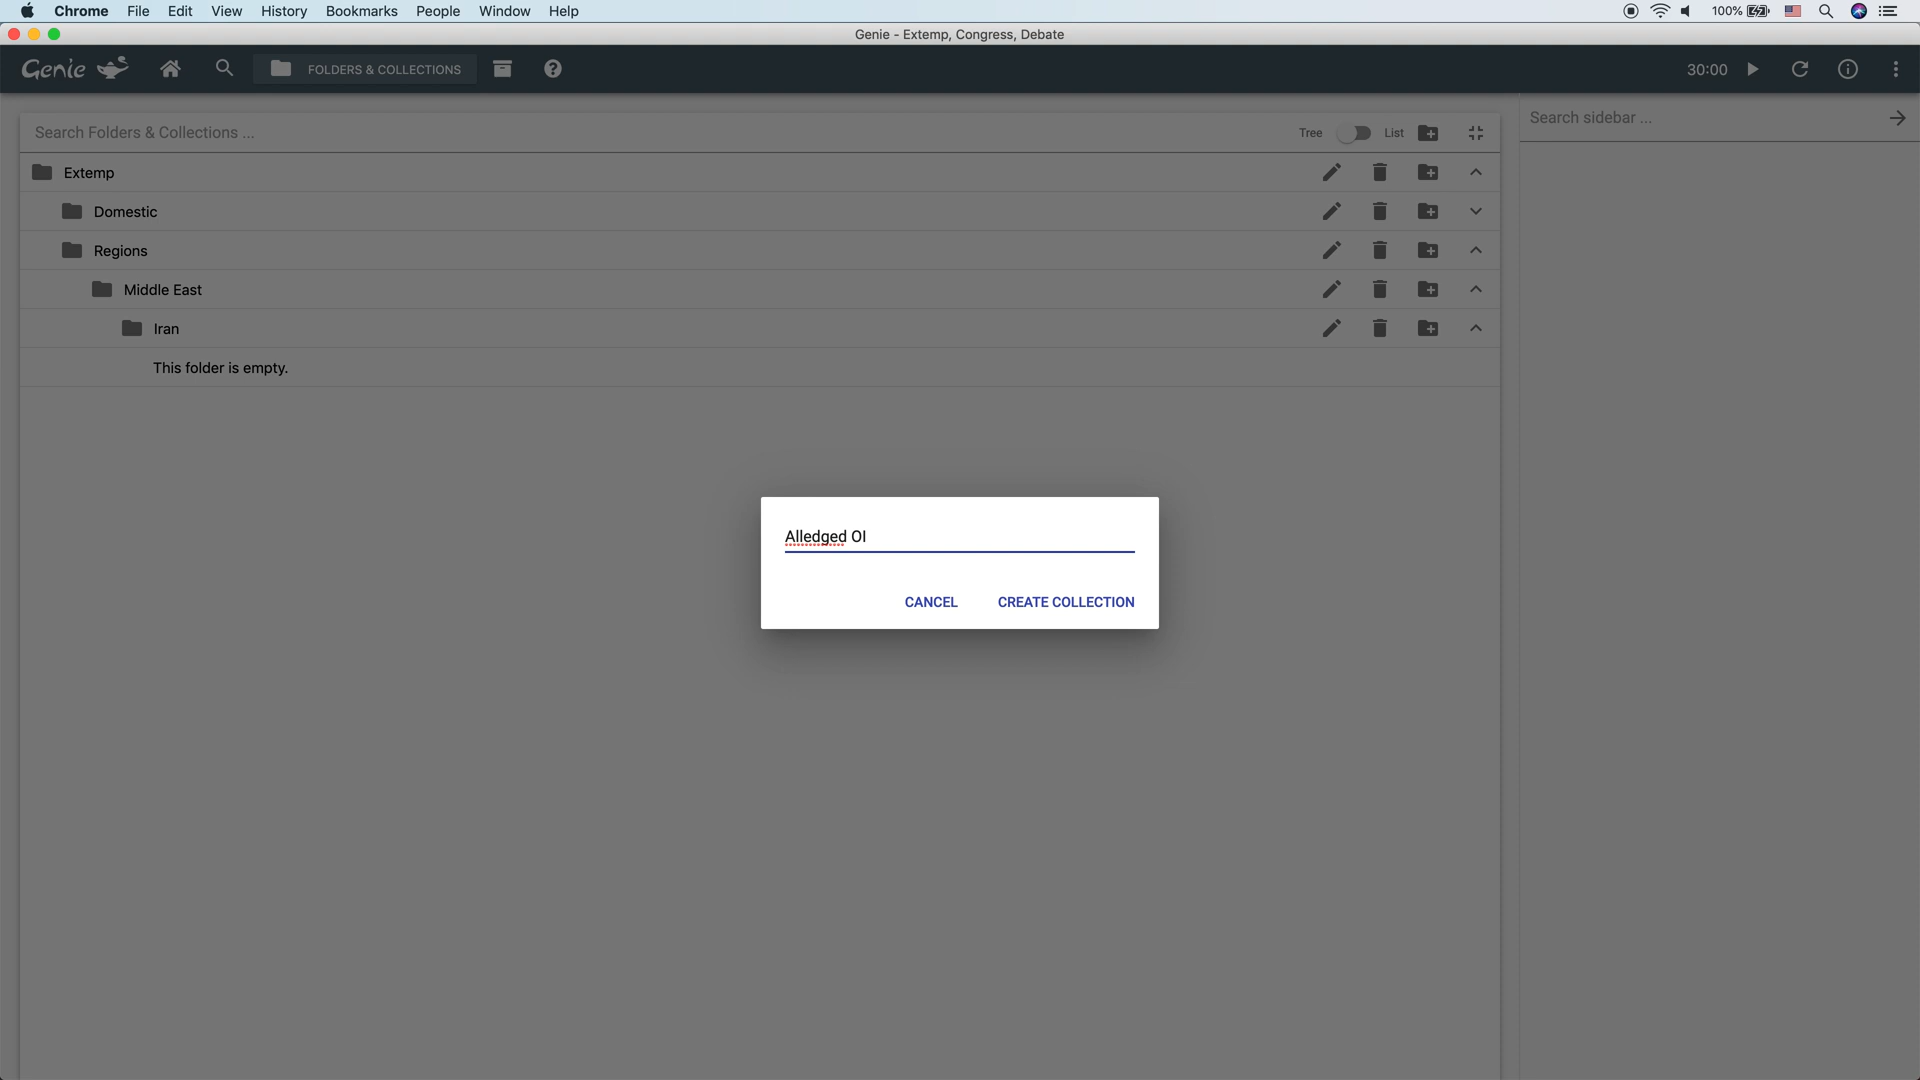 Chrome File Edit View History Bookmarks People Window Help 100%
Genie - Extemp, Congress, Debate
Genie FOLDERS & COLLECTIONS 30:00
Search Folders & Collections ... Tree List
Search sidebar ...
Extemp
Domestic
Regions
Middle East
Iran
This folder is empty.
Alledged OI
CANCEL CREATE COLLECTION